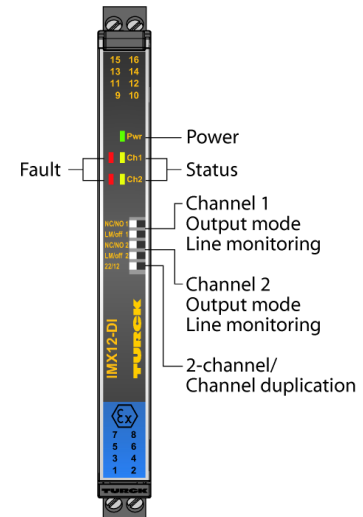 15 16
13 14
11 12
9 10
Pwr
Power
Ch1
Fault
Status
Ch2
NC/NO 1
LM/off 1
NC/NO 2
LM/off 2
22/12
Channel 1
Output mode
Line monitoring
Channel 2
Output mode
Line monitoring
2-channel/
Channel duplication
IMX12-DI
TURCK
Ex
7 8
5 6
3 4
1 2
TURCK